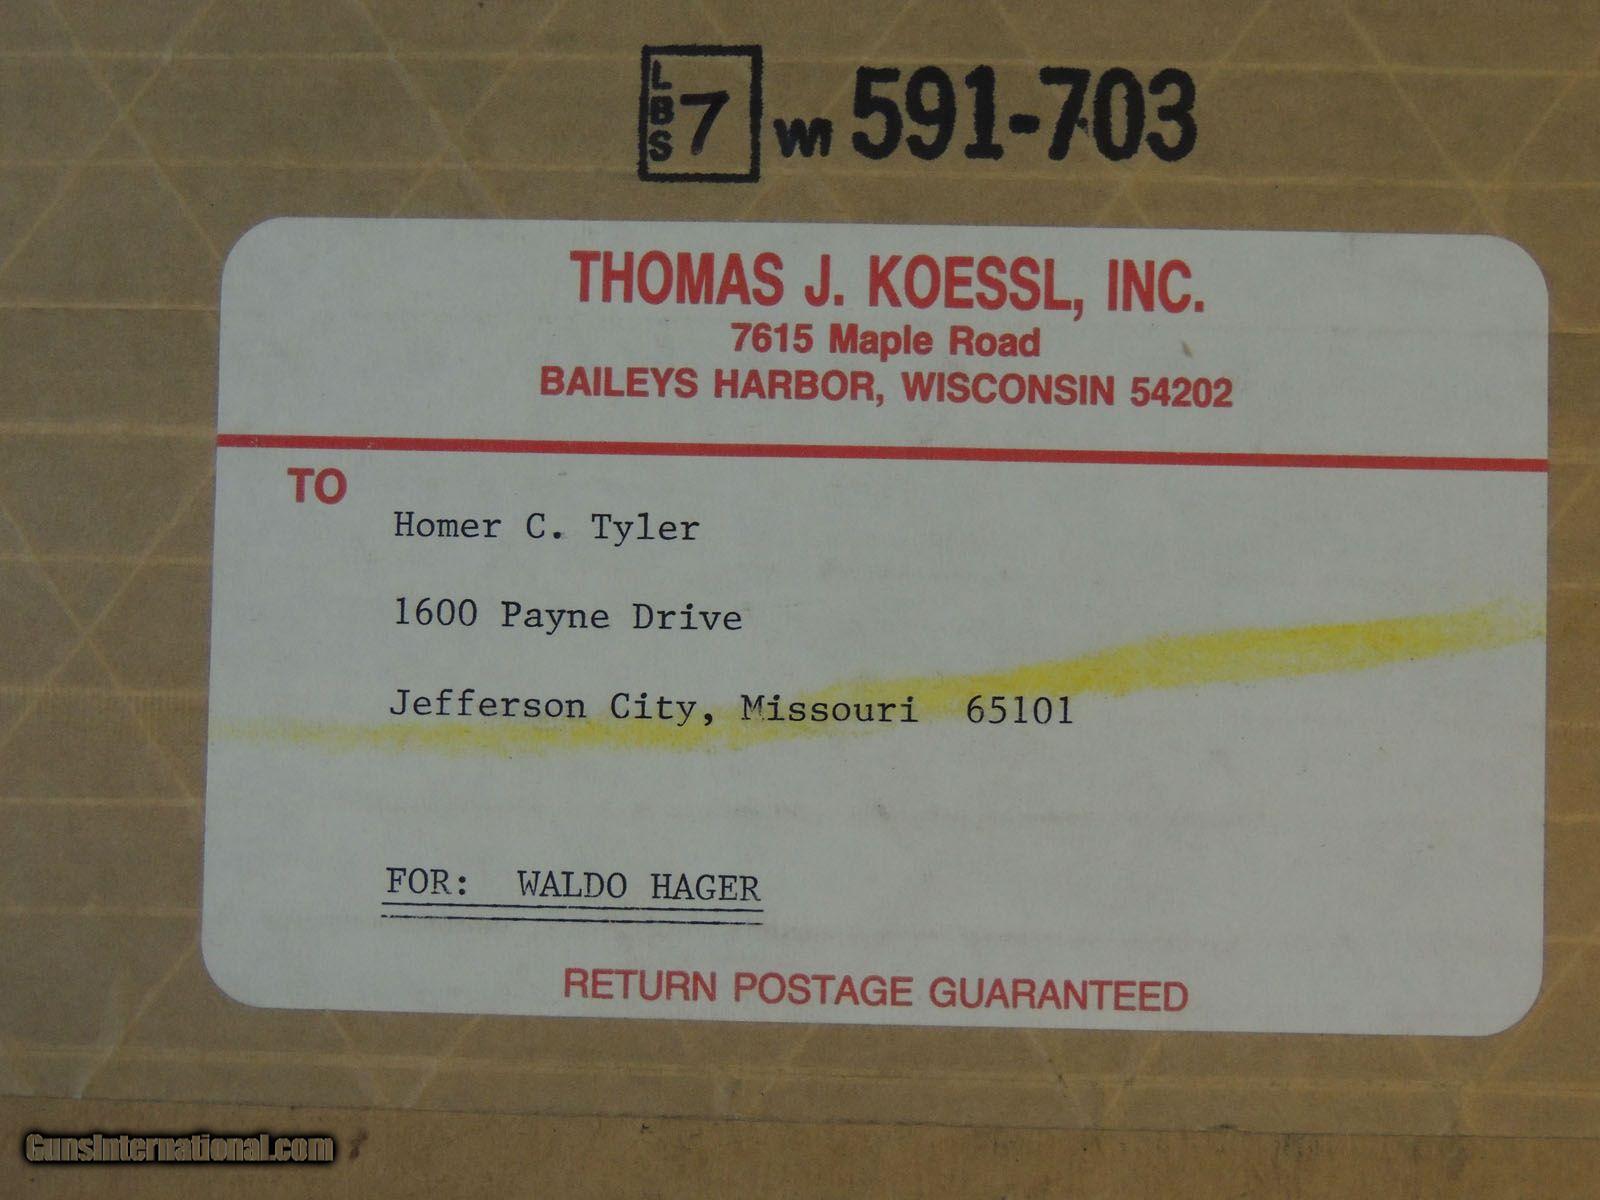 LBS 7 WI 591-703
THOMAS J. KOESSL, INC.
7615 Maple Road
BAILEYS HARBOR, WISCONSIN 54202
TO
Homer C. Tyler
1600 Payne Drive
Jefferson City, Missouri 65101
FOR: WALDO HAGER
RETURN POSTAGE GUARANTEED
GunsInternational.com